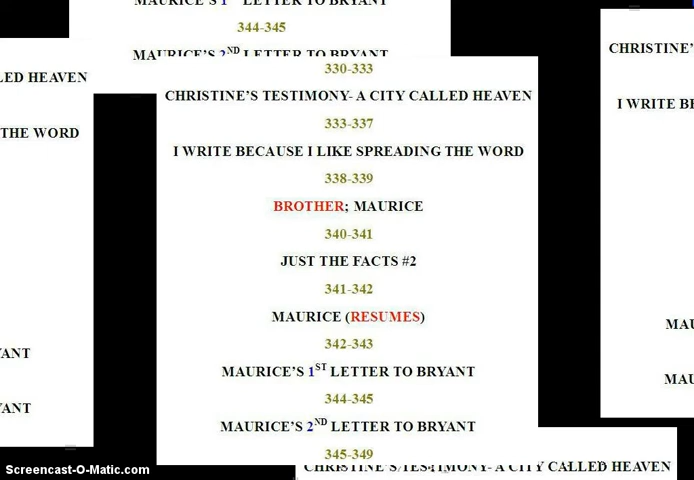 MAURICE'S 1ST LETTER TO BRYANT
344-345
MAURICE'S 2ND LETTER TO BRYANT
LED HEAVEN
THE WORD
YANT
YANT
330-333
CHRISTINE'S TESTIMONY- A CITY CALLED HEAVEN
333-337
I WRITE BECAUSE I LIKE SPREADING THE WORD
338-339
BROTHER; MAURICE
340-341
JUST THE FACTS #2
341-342
MAURICE (RESUMES)
342-343
MAURICE'S 1ST LETTER TO BRYANT
344-345
MAURICE'S 2ND LETTER TO BRYANT
345-349
CHRISTINE'S
I WRITE BE
MAU
MAU
CHRISTINE'S TESTIMONY- A CITY CALLED HEAVEN
Screencast-O-Matic.com